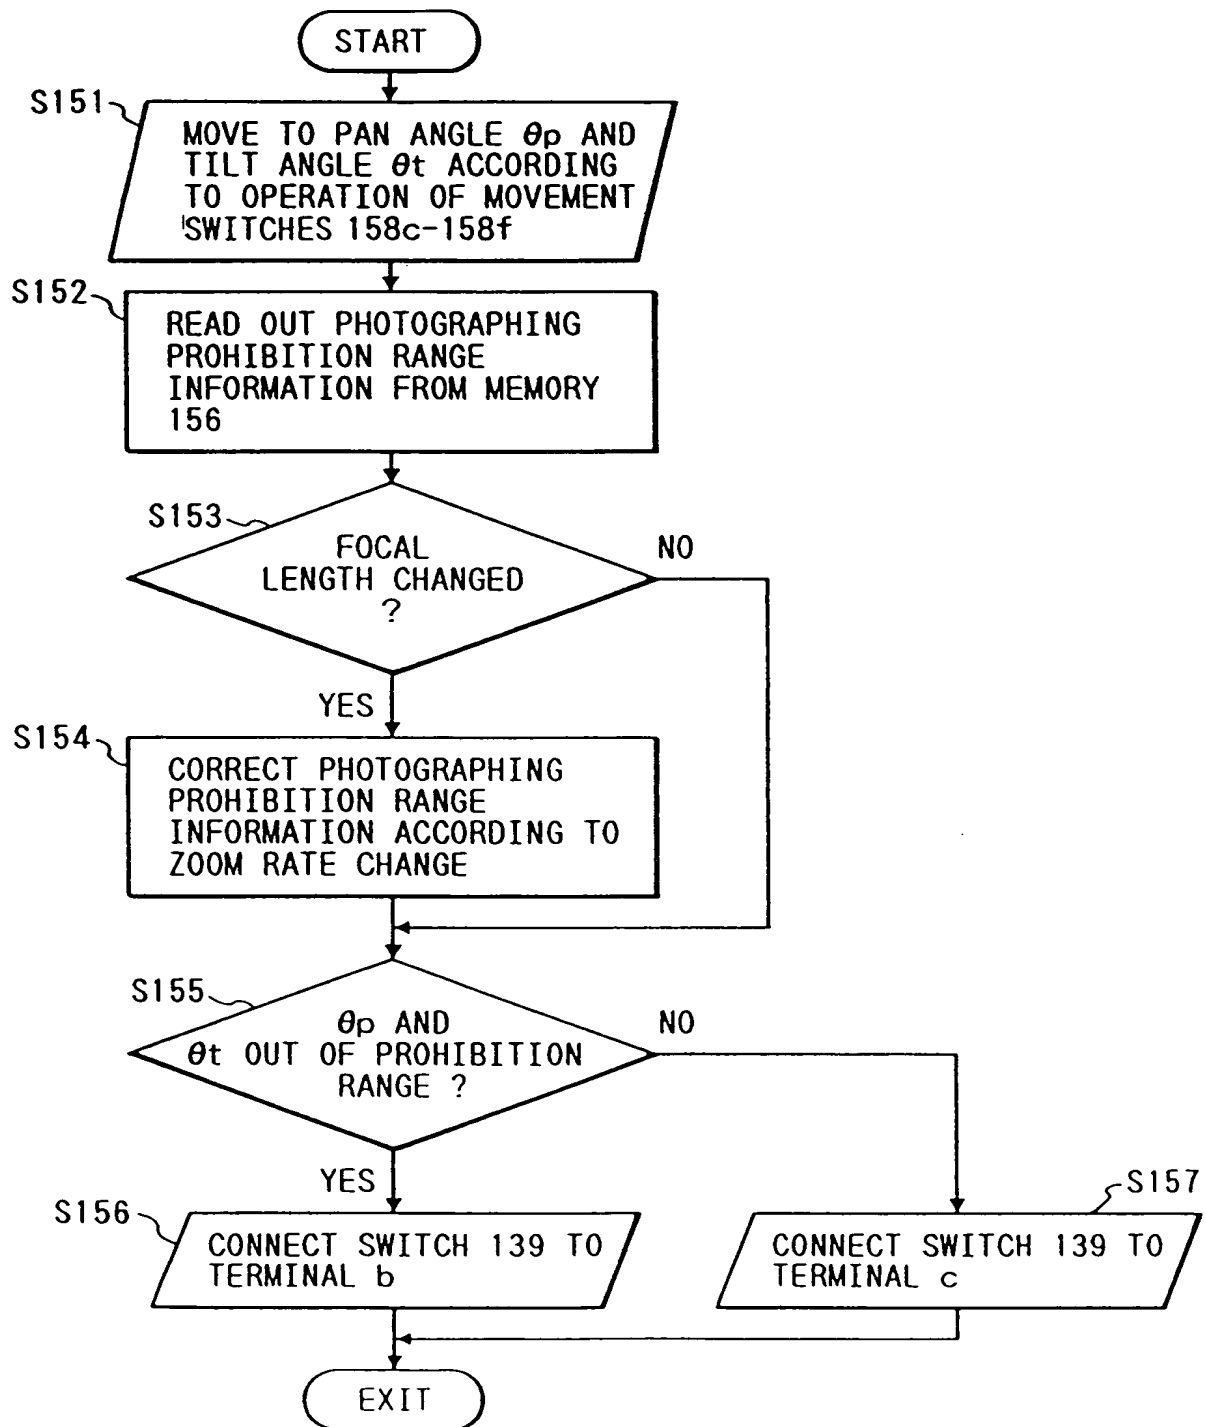 START
S151
MOVE TO PAN ANGLE θp AND
TILT ANGLE θt ACCORDING
TO OPERATION OF MOVEMENT
SWITCHES 158c-158f
S152
READ OUT PHOTOGRAPHING
PROHIBITION RANGE
INFORMATION FROM MEMORY
156
S153
FOCAL
LENGTH CHANGED
?
NO
YES
S154
CORRECT PHOTOGRAPHING
PROHIBITION RANGE
INFORMATION ACCORDING TO
ZOOM RATE CHANGE
S155
θp AND
θt OUT OF PROHIBITION
RANGE ?
NO
YES
S156
CONNECT SWITCH 139 TO
TERMINAL b
S157
CONNECT SWITCH 139 TO
TERMINAL c
EXIT